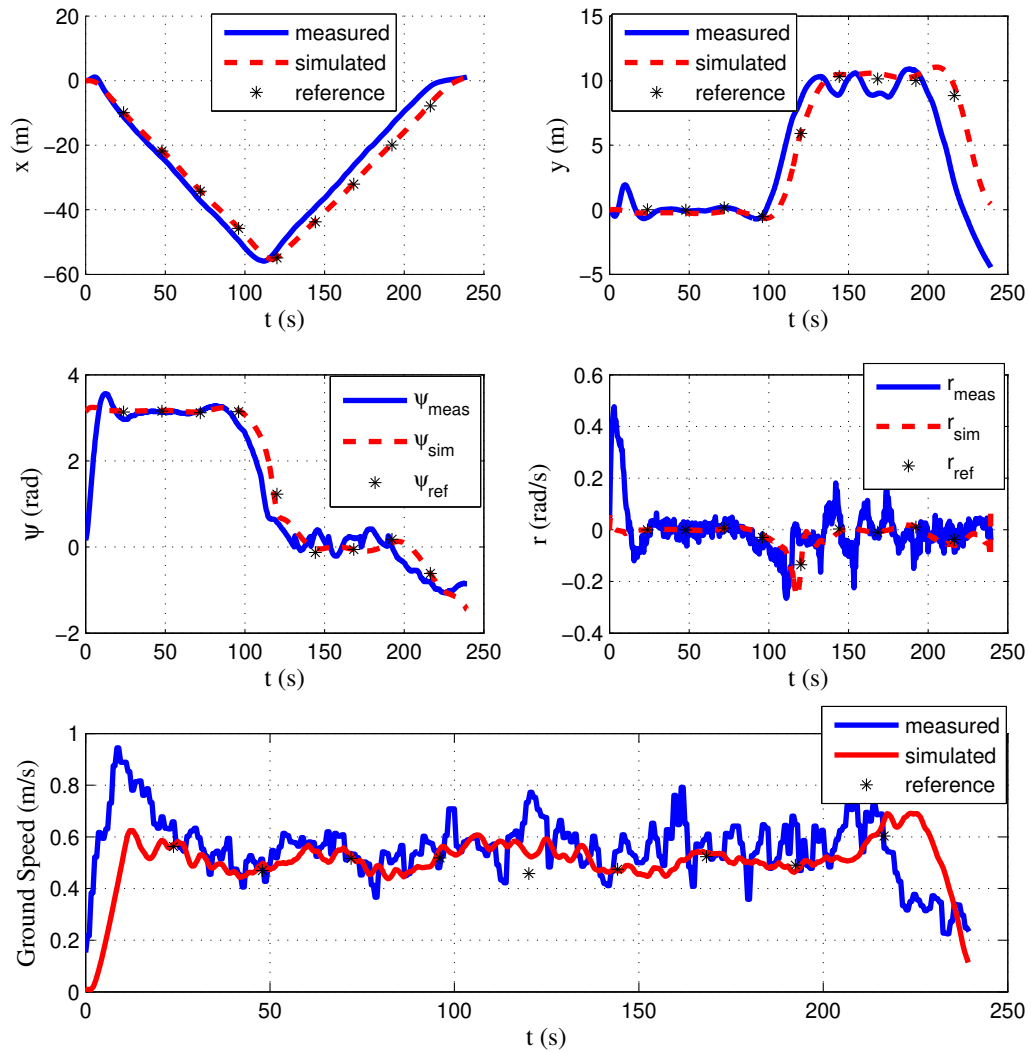 20
0
−20
−40
−60
x (m)
0 50 100 150 200 250
t (s)
measured
simulated
reference
15
10
5
0
−5
y (m)
0 50 100 150 200 250
t (s)
measured
simulated
reference
4
2
0
−2
ψ (rad)
0 50 100 150 200 250
t (s)
ψmeas
ψsim
ψref
0.6
0.4
0.2
0
−0.2
−0.4
r (rad/s)
0 50 100 150 200 250
t (s)
rmeas
rsim
rref
1
0.8
0.6
0.4
0.2
0
Ground Speed (m/s)
0 50 100 150 200 250
t (s)
measured
simulated
reference